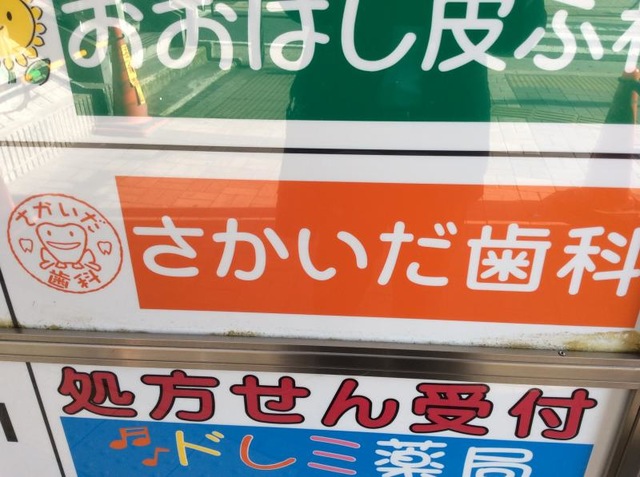 おおはし皮ふ
さかいだ
歯科
さかいだ歯科
処方せん受付
ドレミ薬局